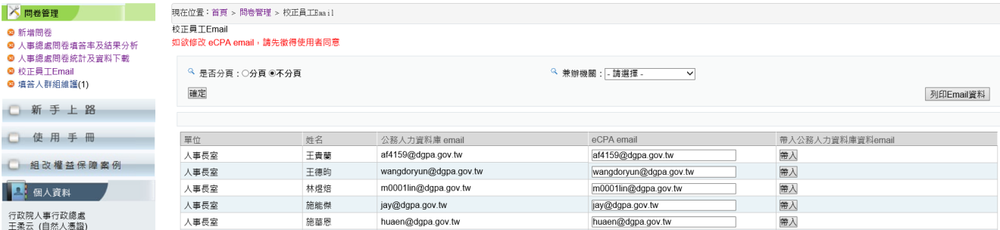 問卷管理
新增問卷
人事總處問卷填答率及結果分析
人事總處問卷統計及資料下載
校正員工Email
填答人群組維護(1)
新手上路
使用手冊
組改權益保障案例
個人資料
行政院人事行政總處
王柔云 (自然人憑證)
現在位置：首頁 > 問卷管理 > 校正員工Email
校正員工Email
如欲修改 eCPA email，請先徵得使用者同意
是否分頁：○分頁 ◉不分頁 兼辦機關：- 請選擇 -
確定
列印Email資料
單位 姓名 公務人力資料庫 email eCPA email 帶入公務人力資料庫資料email
人事長室 王貴蘭 af4159@dgpa.gov.tw af4159@dgpa.gov.tw 帶入
人事長室 王德昀 wangdoryun@dgpa.gov.tw wangdoryun@dgpa.gov.tw 帶入
人事長室 林煜焙 m0001lin@dgpa.gov.tw m0001lin@dgpa.gov.tw 帶入
人事長室 施能傑 jay@dgpa.gov.tw jay@dgpa.gov.tw 帶入
人事長室 施華恩 huaen@dgpa.gov.tw huaen@dgpa.gov.tw 帶入